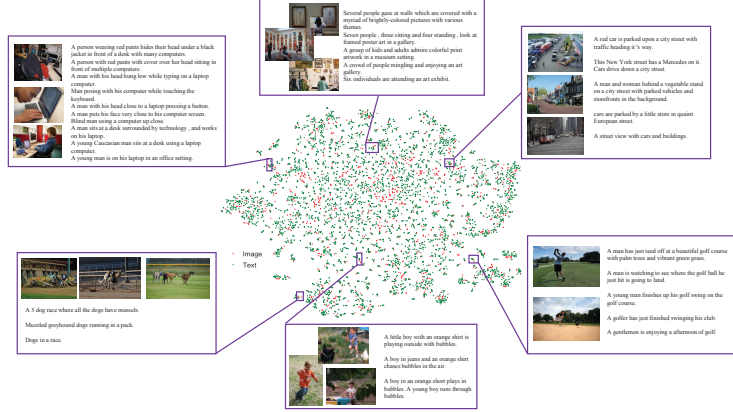 Several people gaze at walls which are covered with a
myriad of brightly-colored pictures with various
themes.
Seven people , three sitting and four standing , look at
framed poster art in a gallery.
A group of kids and adults admire colorful print
artwork in a museum setting.
A crowd of people mingling and enjoying an art
gallery.
Six individuals are attending an art exhibit.
A person wearing red pants hides their head under a black
jacket in front of a desk with many computers.
A person with red pants with cover over her head sitting in
front of multiple computers.
A man with his head hung low while typing on a laptop
computer.
Man posing with his computer while touching the
keyboard.
A man with his head close to a laptop pressing a button.
A man puts his face very close to his computer screen.
Blind man using a computer up close.
A man sits at a desk surrounded by technology , and works
on his laptop.
A young Caucasian man sits at a desk using a laptop
computer.
A young man is on his laptop in an office setting.
A red car is parked upon a city street with
traffic heading it 's way.
This New York street has a Mercedes on it.
Cars drive down a city street.
A man and woman behind a vegetable stand
on a city street with parked vehicles and
storefronts in the background.
cars are parked by a little store in quaint
European street.
A street view with cars and buildings.
Image
Text
A 5 dog race where all the dogs have mussels.
Muzzled greyhound dogs running in a pack.
Dogs in a race.
A little boy with an orange shirt is
playing outside with bubbles.
A boy in jeans and an orange shirt
chases bubbles in the air.
A boy in an orange short plays in
bubbles. A young boy runs through
bubbles.
A man has just teed off at a beautiful golf course
with palm trees and vibrant green grass.
A man is watching to see where the golf ball he
just hit is going to land.
A young man finishes up his golf swing on the
golf course.
A golfer has just finished swinging his club.
A gentlemen is enjoying a afternoon of golf.